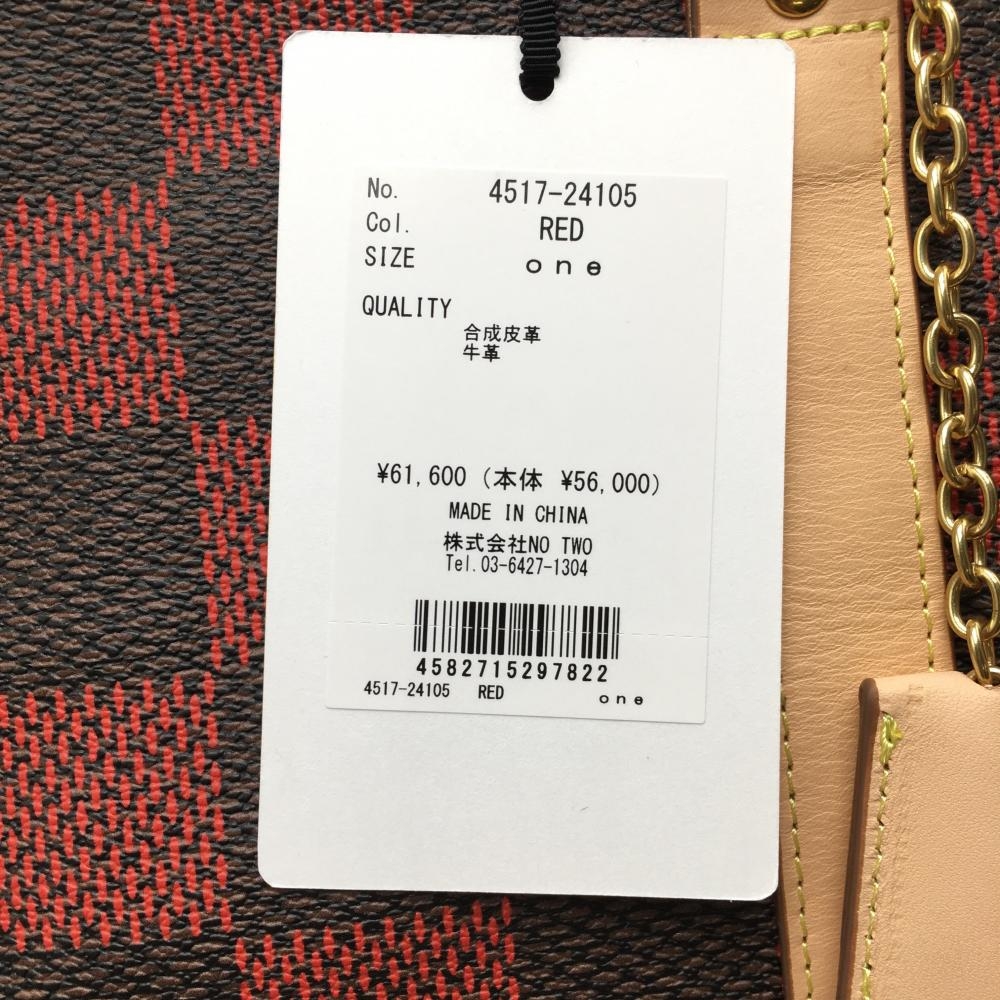 No. 4517-24105
Col. RED
SIZE one
QUALITY
合成皮革
牛革
¥61,600 (本体 ¥56,000)
MADE IN CHINA
株式会社NO TWO
Tel.03-6427-1304
4582715297822
4517-24105 RED one